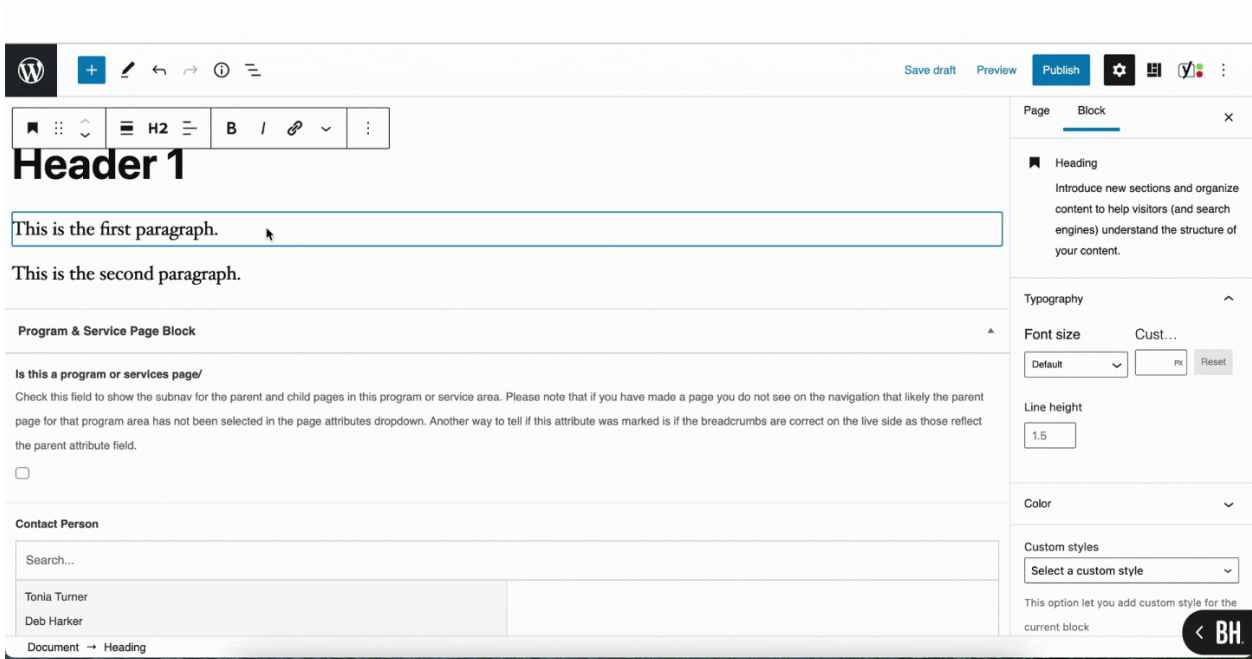 Save draft Preview Publish
Page Block
H2 B I
Header 1
This is the first paragraph.
This is the second paragraph.
Program & Service Page Block
Is this a program or services page/
Check this field to show the subnav for the parent and child pages in this program or service area. Please note that if you have made a page you do not see on the navigation that likely the parent
page for that program area has not been selected in the page attributes dropdown. Another way to tell if this attribute was marked is if the breadcrumbs are correct on the live side as those reflect
the parent attribute field.
Contact Person
Search...
Tonia Turner
Deb Harker
Document → Heading
Heading
Introduce new sections and organize
content to help visitors (and search
engines) understand the structure of
your content.
Typography
Font size Cust...
Default PX Reset
Line height
1.5
Color
Custom styles
Select a custom style
This option let you add custom style for the
current block
BH.